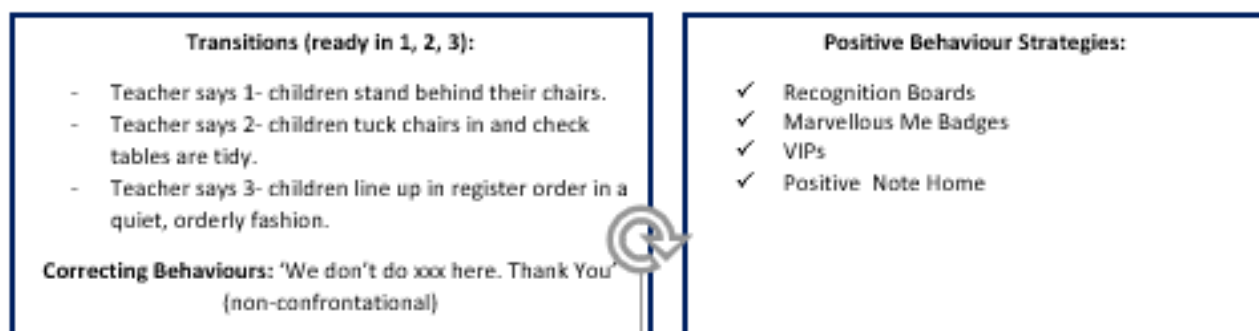 Transitions (ready in 1, 2, 3):
- Teacher says 1- children stand behind their chairs.
- Teacher says 2- children tuck chairs in and check
tables are tidy.
- Teacher says 3- children line up in register order in a
quiet, orderly fashion.
Correcting Behaviours: ‘We don’t do xxx here. Thank You’
(non-confrontational)
Positive Behaviour Strategies:
✓ Recognition Boards
✓ Marvellous Me Badges
✓ VIPs
✓ Positive Note Home